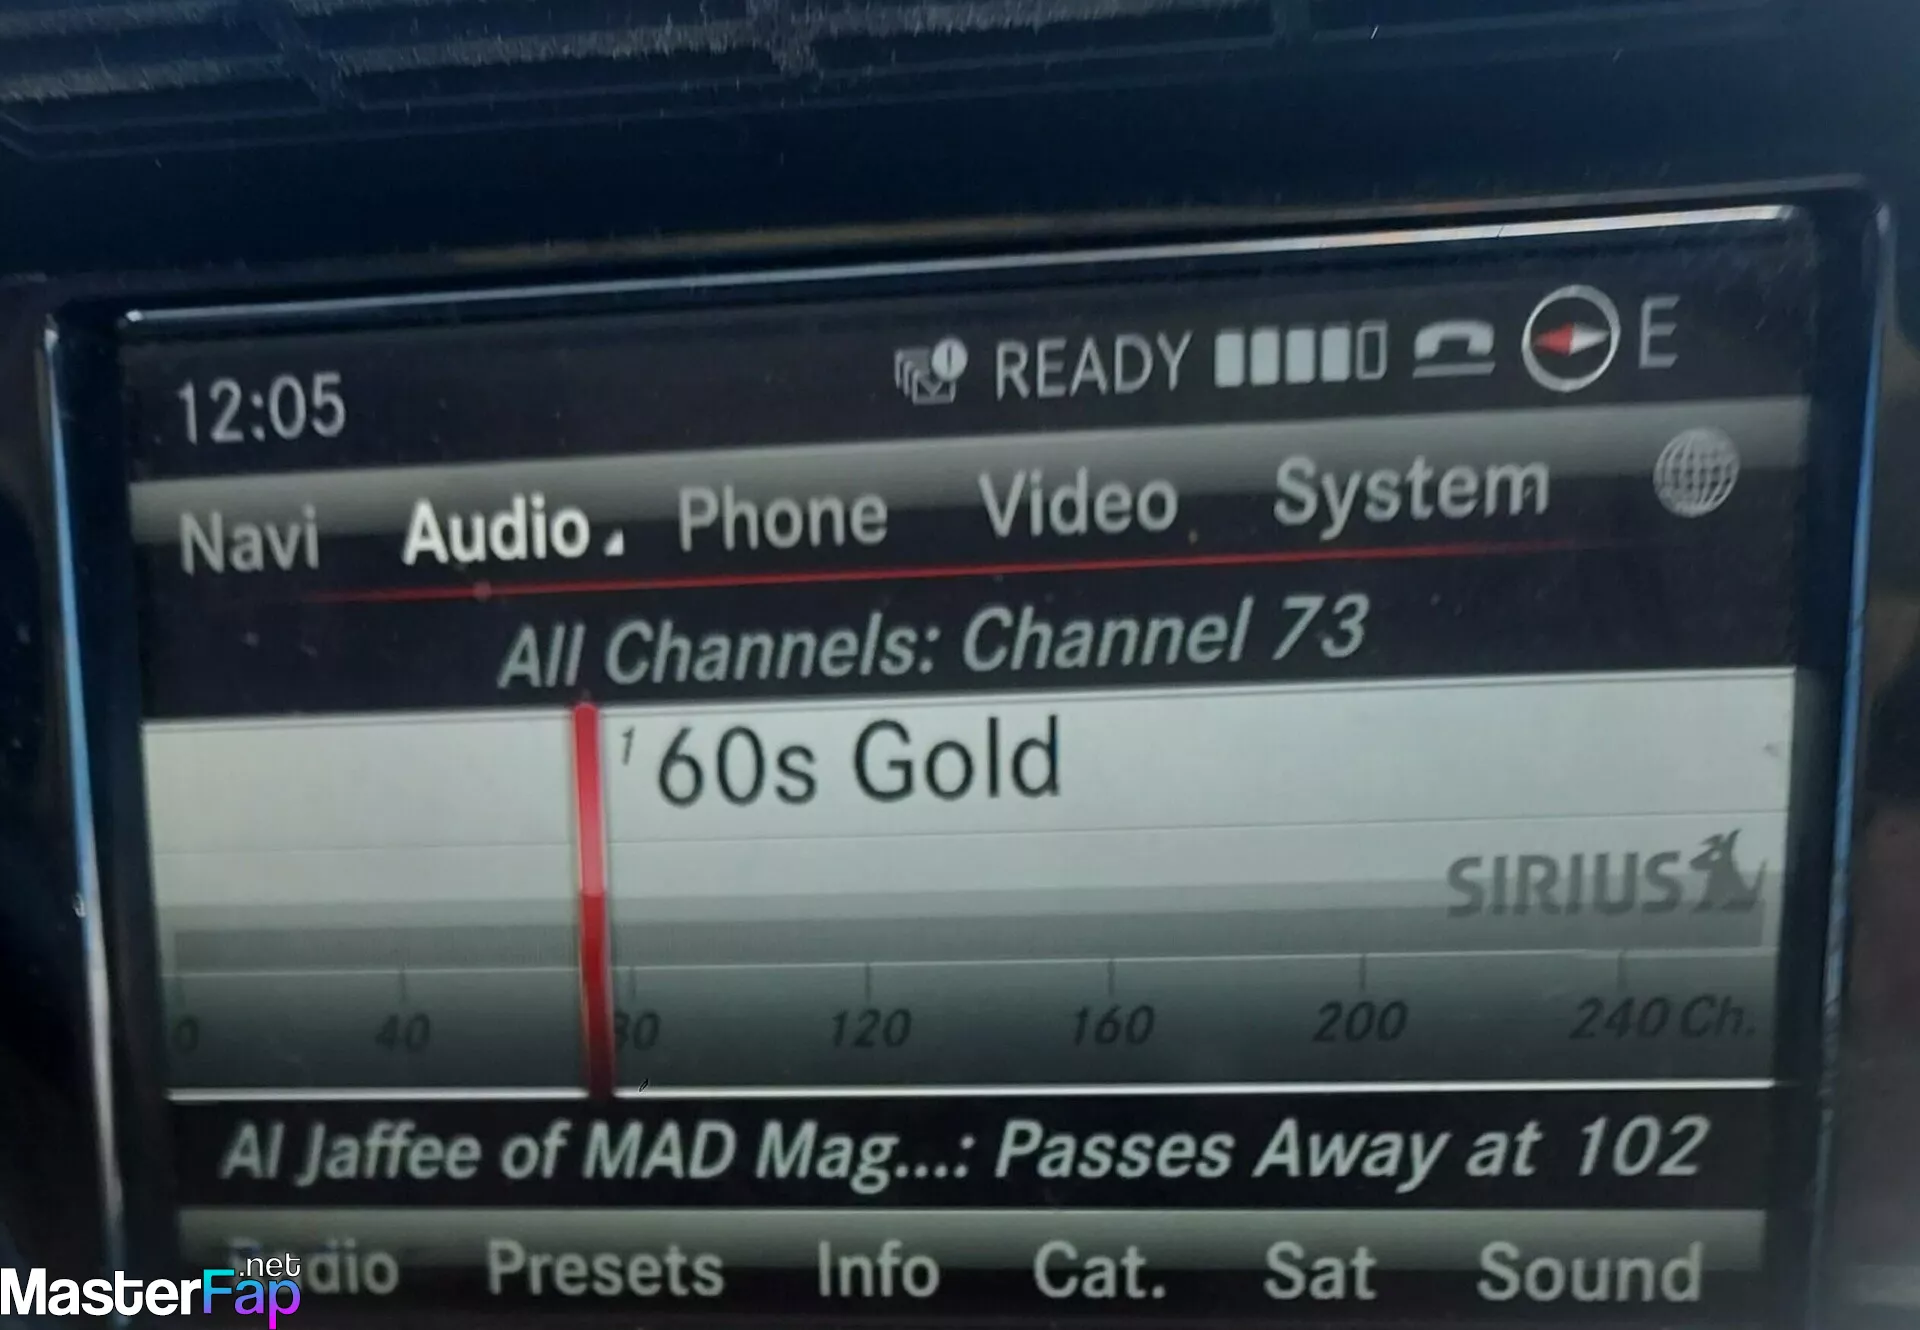 12:05 READY E
Navi Audio Phone Video System
All Channels: Channel 73
1 60s Gold
SIRIUS
0 40 80 120 160 200 240 Ch.
Al Jaffee of MAD Mag...: Passes Away at 102
Radio Presets Info Cat. Sat Sound
MasterFap.net